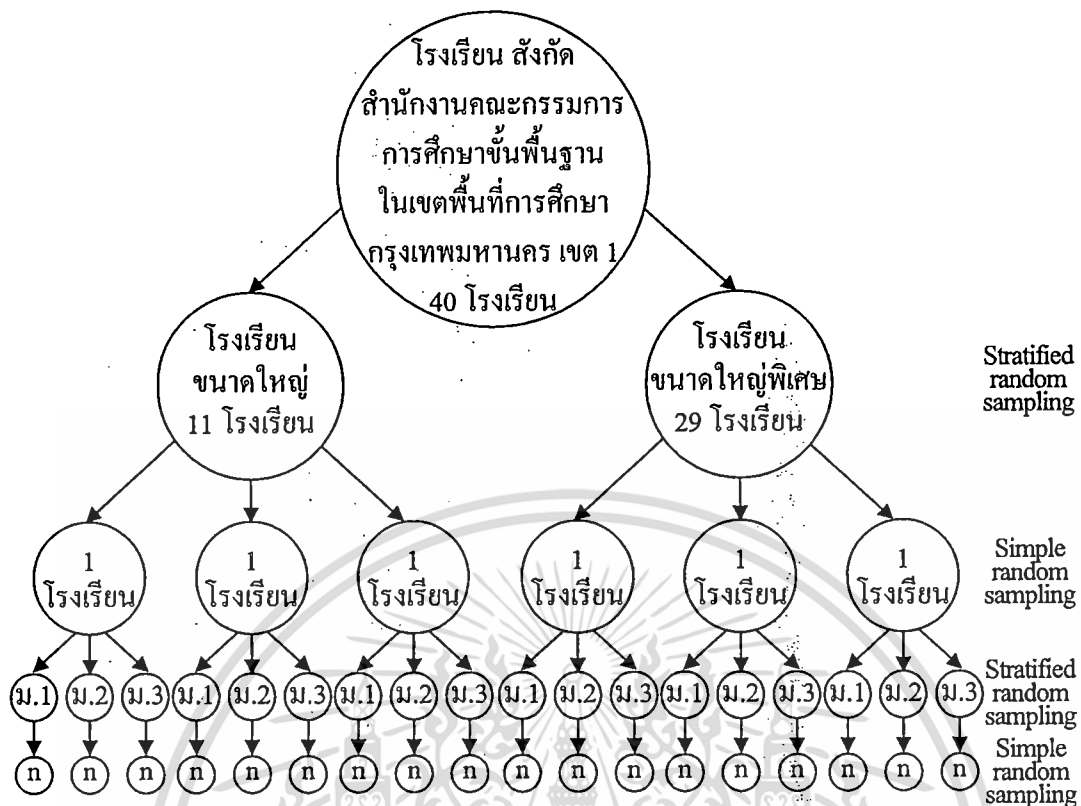 โรงเรียน สังกัด
สำนักงานคณะกรรมการ
การศึกษาขั้นพื้นฐาน
ในเขตพื้นที่การศึกษา
กรุงเทพมหานคร เขต 1
40 โรงเรียน
โรงเรียน
ขนาดใหญ่
11 โรงเรียน
โรงเรียน
ขนาดใหญ่พิเศษ
29 โรงเรียน
Stratified
random
sampling
1
โรงเรียน
1
โรงเรียน
1
โรงเรียน
1
โรงเรียน
1
โรงเรียน
1
โรงเรียน
Simple
random
sampling
ม.1 ม.2 ม.3 ม.1 ม.2 ม.3 ม.1 ม.2 ม.3 ม.1 ม.2 ม.3 ม.1 ม.2 ม.3 ม.1 ม.2 ม.3
Stratified
random
sampling
n n n n n n n n n n n n n n n n n n
Simple
random
sampling